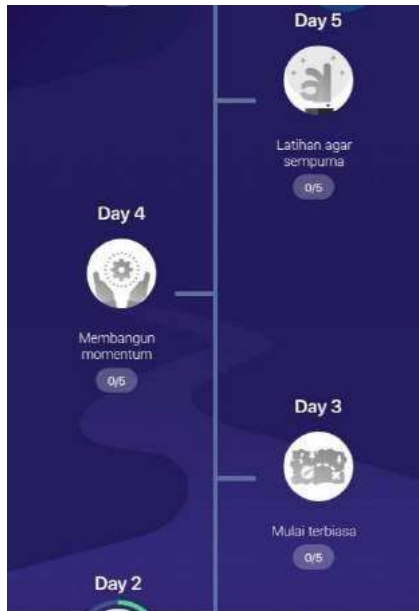 Day 5
Latihan agar
sempurna
0/5
Day 4
Membangun
momentum
0/5
Day 3
Mulai terbiasa
0/5
Day 2